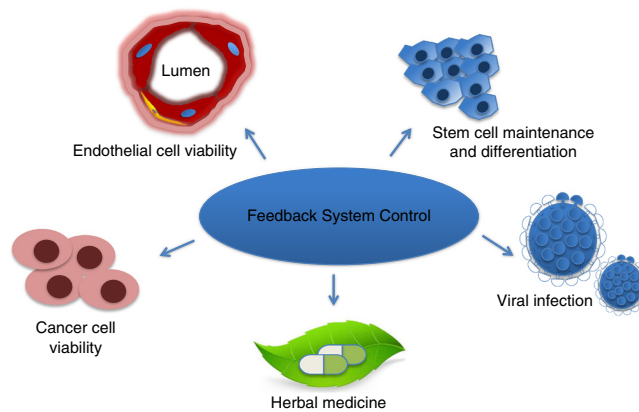 Lumen
Endothelial cell viability
Stem cell maintenance
and differentiation
Feedback System Control
Cancer cell
viability
Viral infection
Herbal medicine